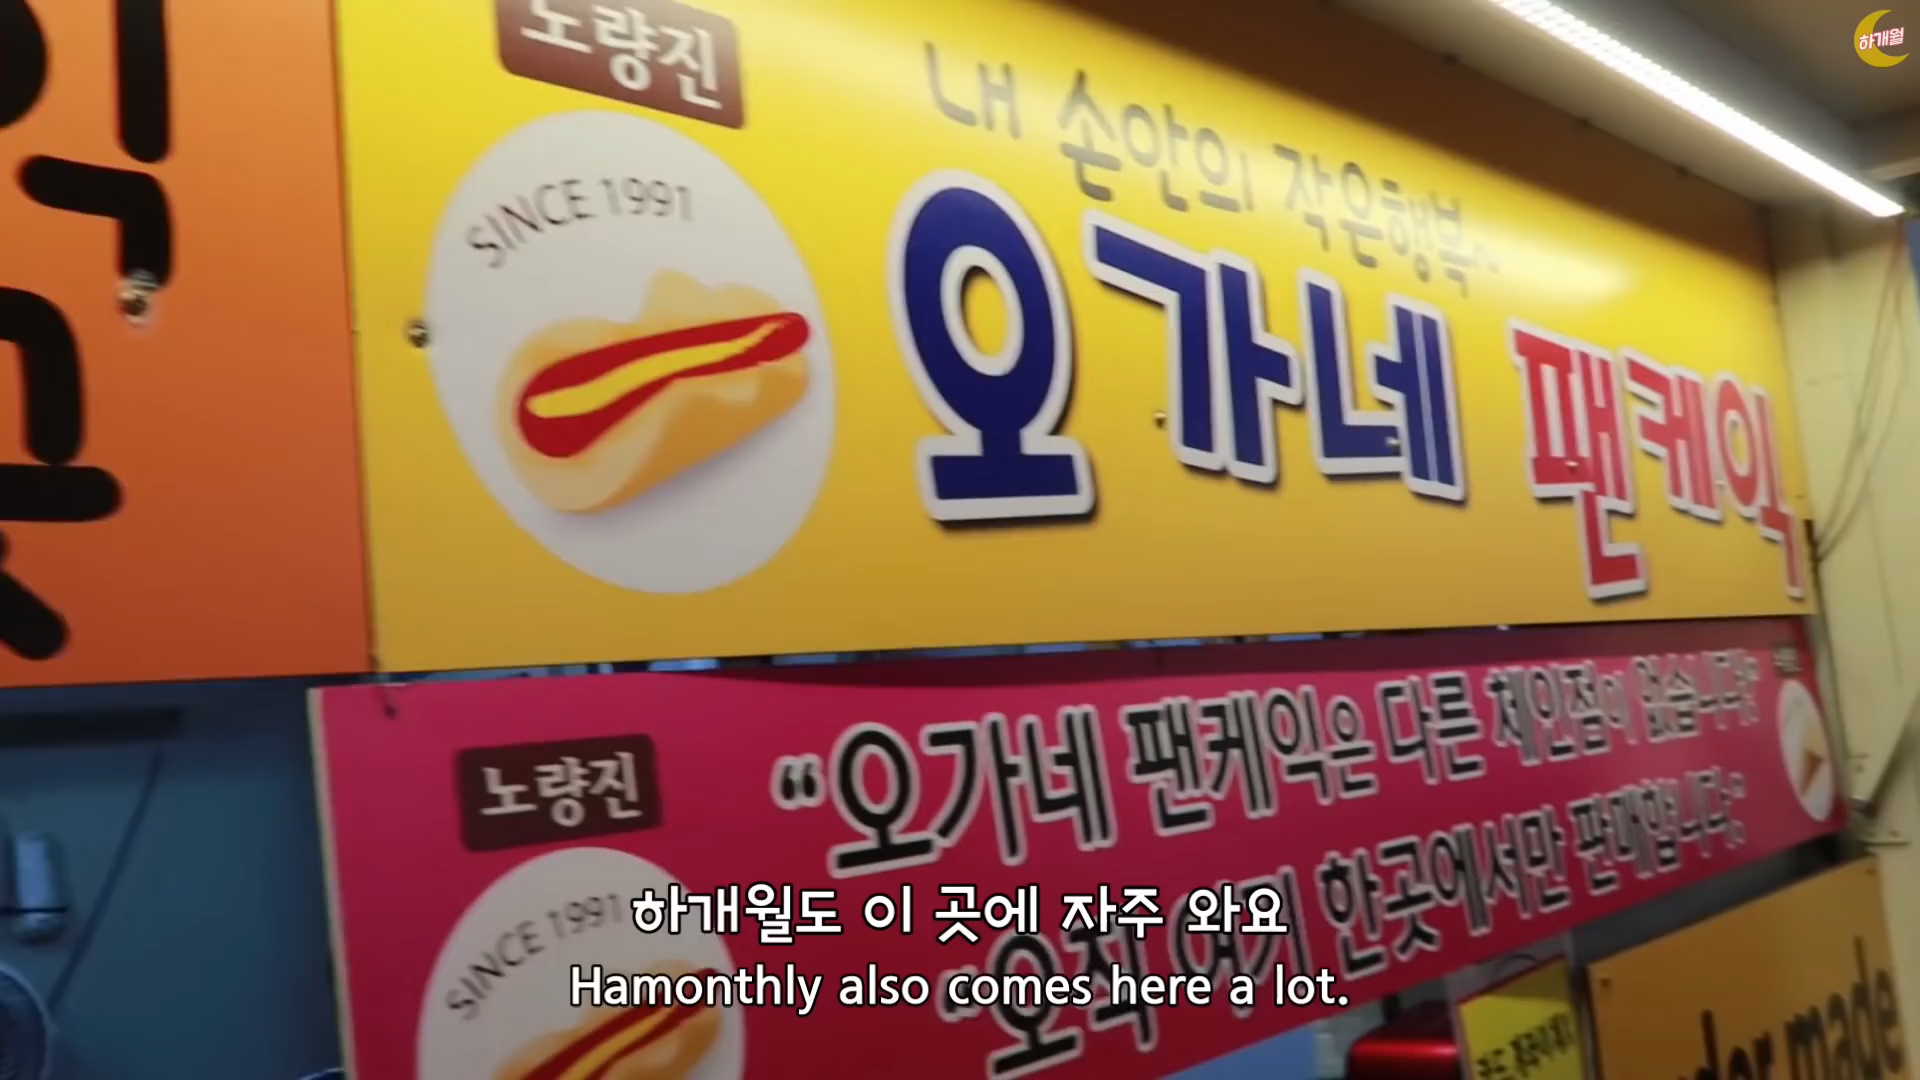 하개월
노량진
SINCE 1991
내 손안의 작은행복~
오가네 팬케익
노량진
SINCE 1991
"오가네 팬케익은 다른 체인점이 없습니다"
"오직 여기 한곳에서만 판매합니다"
하개월도 이 곳에 자주 와요
Hamonthly also comes here a lot.
made